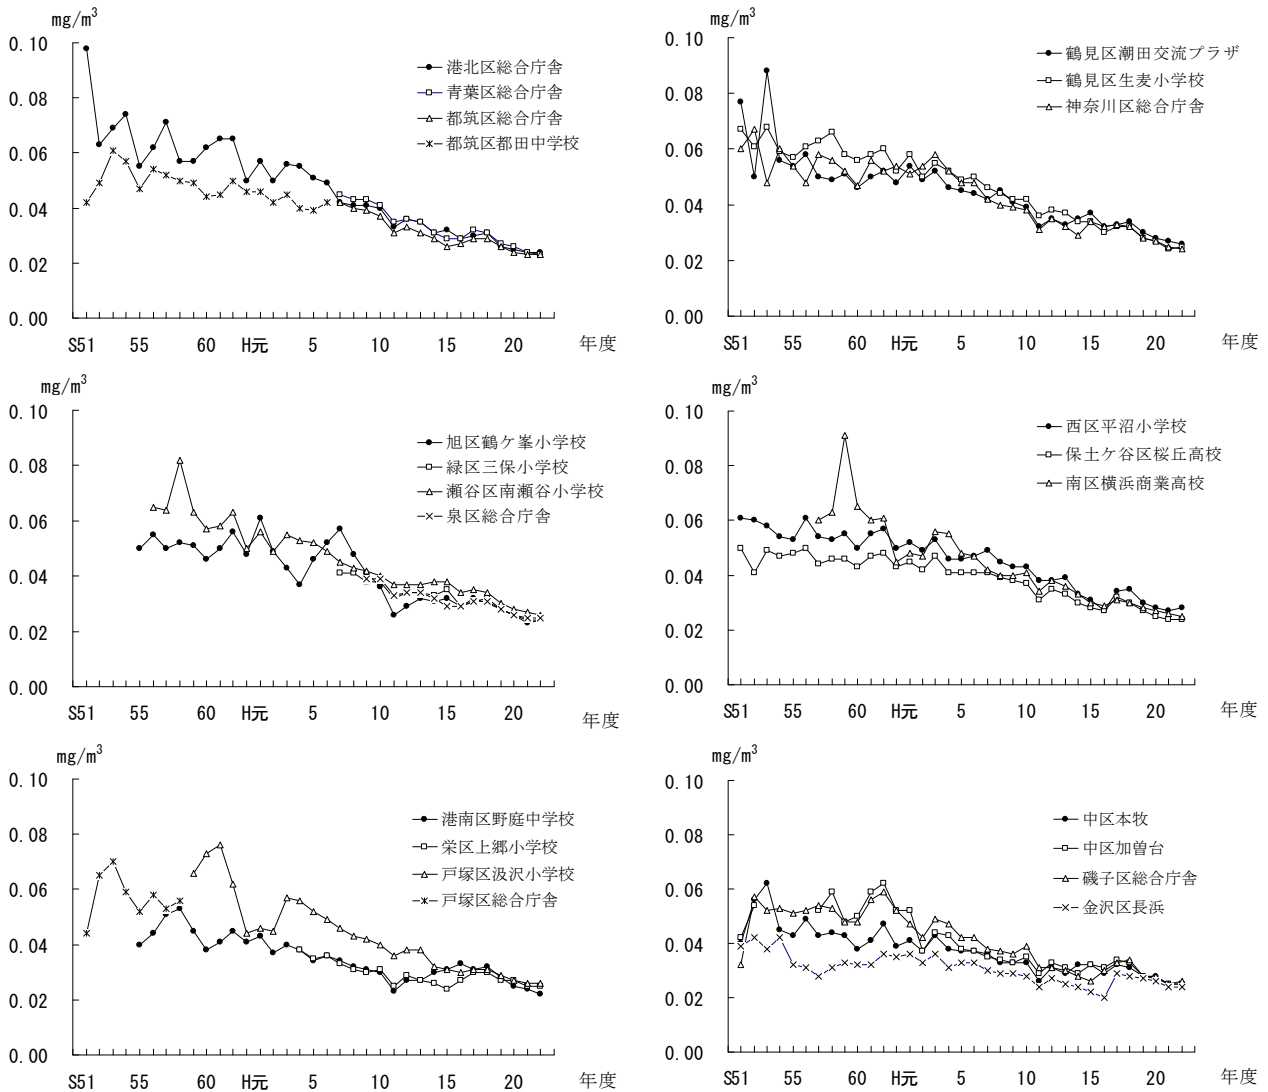 mg/m³
0.10
0.08
0.06
0.04
0.02
0.00
S51 55 60 H元 5 10 15 20 年度
港北区総合庁舎
青葉区総合庁舎
都筑区総合庁舎
都筑区都田中学校
mg/m³
0.10
0.08
0.06
0.04
0.02
0.00
S51 55 60 H元 5 10 15 20 年度
鶴見区潮田交流プラザ
鶴見区生麦小学校
神奈川区総合庁舎
mg/m³
0.10
0.08
0.06
0.04
0.02
0.00
S51 55 60 H元 5 10 15 20 年度
旭区鶴ケ峯小学校
緑区三保小学校
瀬谷区南瀬谷小学校
泉区総合庁舎
mg/m³
0.10
0.08
0.06
0.04
0.02
0.00
S51 55 60 H元 5 10 15 20 年度
西区平沼小学校
保土ケ谷区桜丘高校
南区横浜商業高校
mg/m³
0.10
0.08
0.06
0.04
0.02
0.00
S51 55 60 H元 5 10 15 20 年度
港南区野庭中学校
栄区上郷小学校
戸塚区汲沢小学校
戸塚区総合庁舎
mg/m³
0.10
0.08
0.06
0.04
0.02
0.00
S51 55 60 H元 5 10 15 20 年度
中区本牧
中区加曽台
磯子区総合庁舎
金沢区長浜